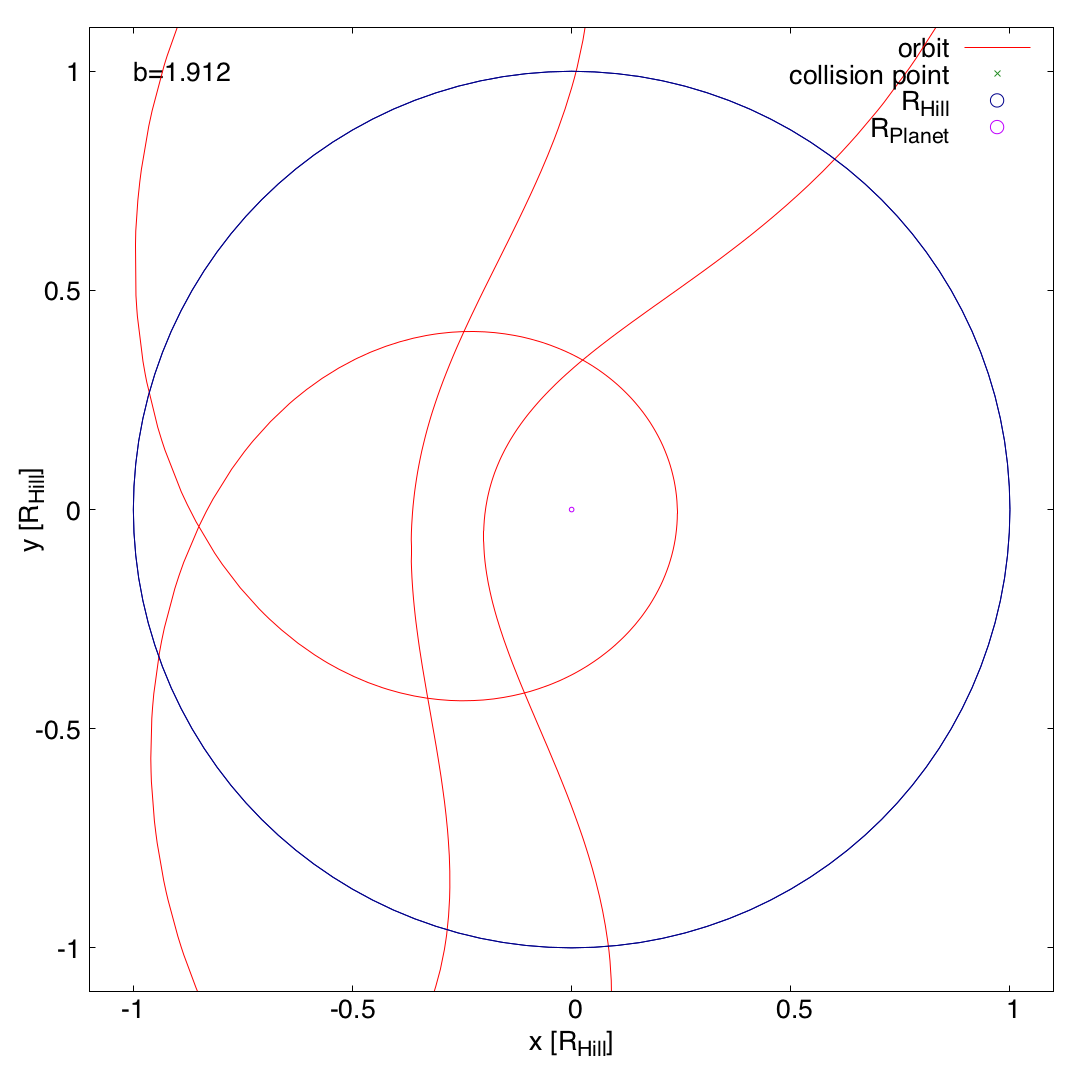 b=1.912
orbit
collision point
R_Hill
R_Planet
1
0.5
0
-0.5
-1
y [R_Hill]
-1
-0.5
0
0.5
1
x [R_Hill]